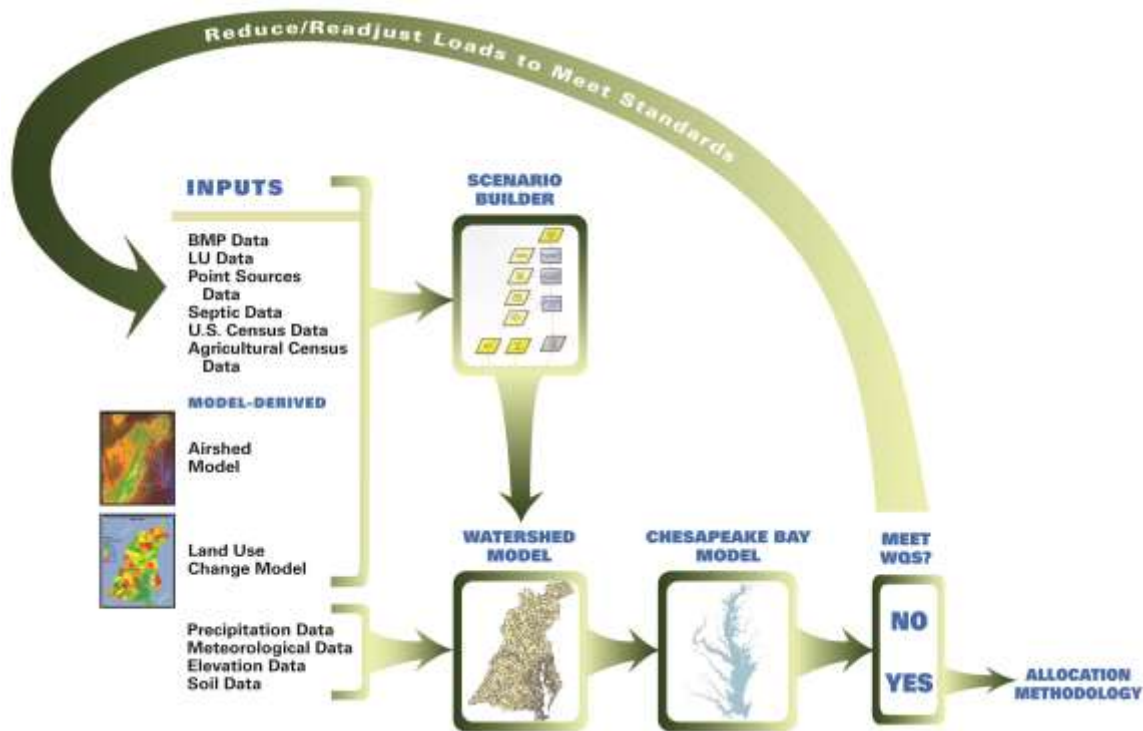 Reduce/Readjust Loads to Meet Standards
INPUTS
BMP Data
LU Data
Point Sources
Data
Septic Data
U.S. Census Data
Agricultural Census
Data
MODEL-DERIVED
Airshed
Model
Land Use
Change Model
Precipitation Data
Meteorological Data
Elevation Data
Soil Data
SCENARIO
BUILDER
WATERSHED
MODEL
CHESAPEAKE BAY
MODEL
MEET
WQS?
NO
YES
ALLOCATION
METHODOLOGY